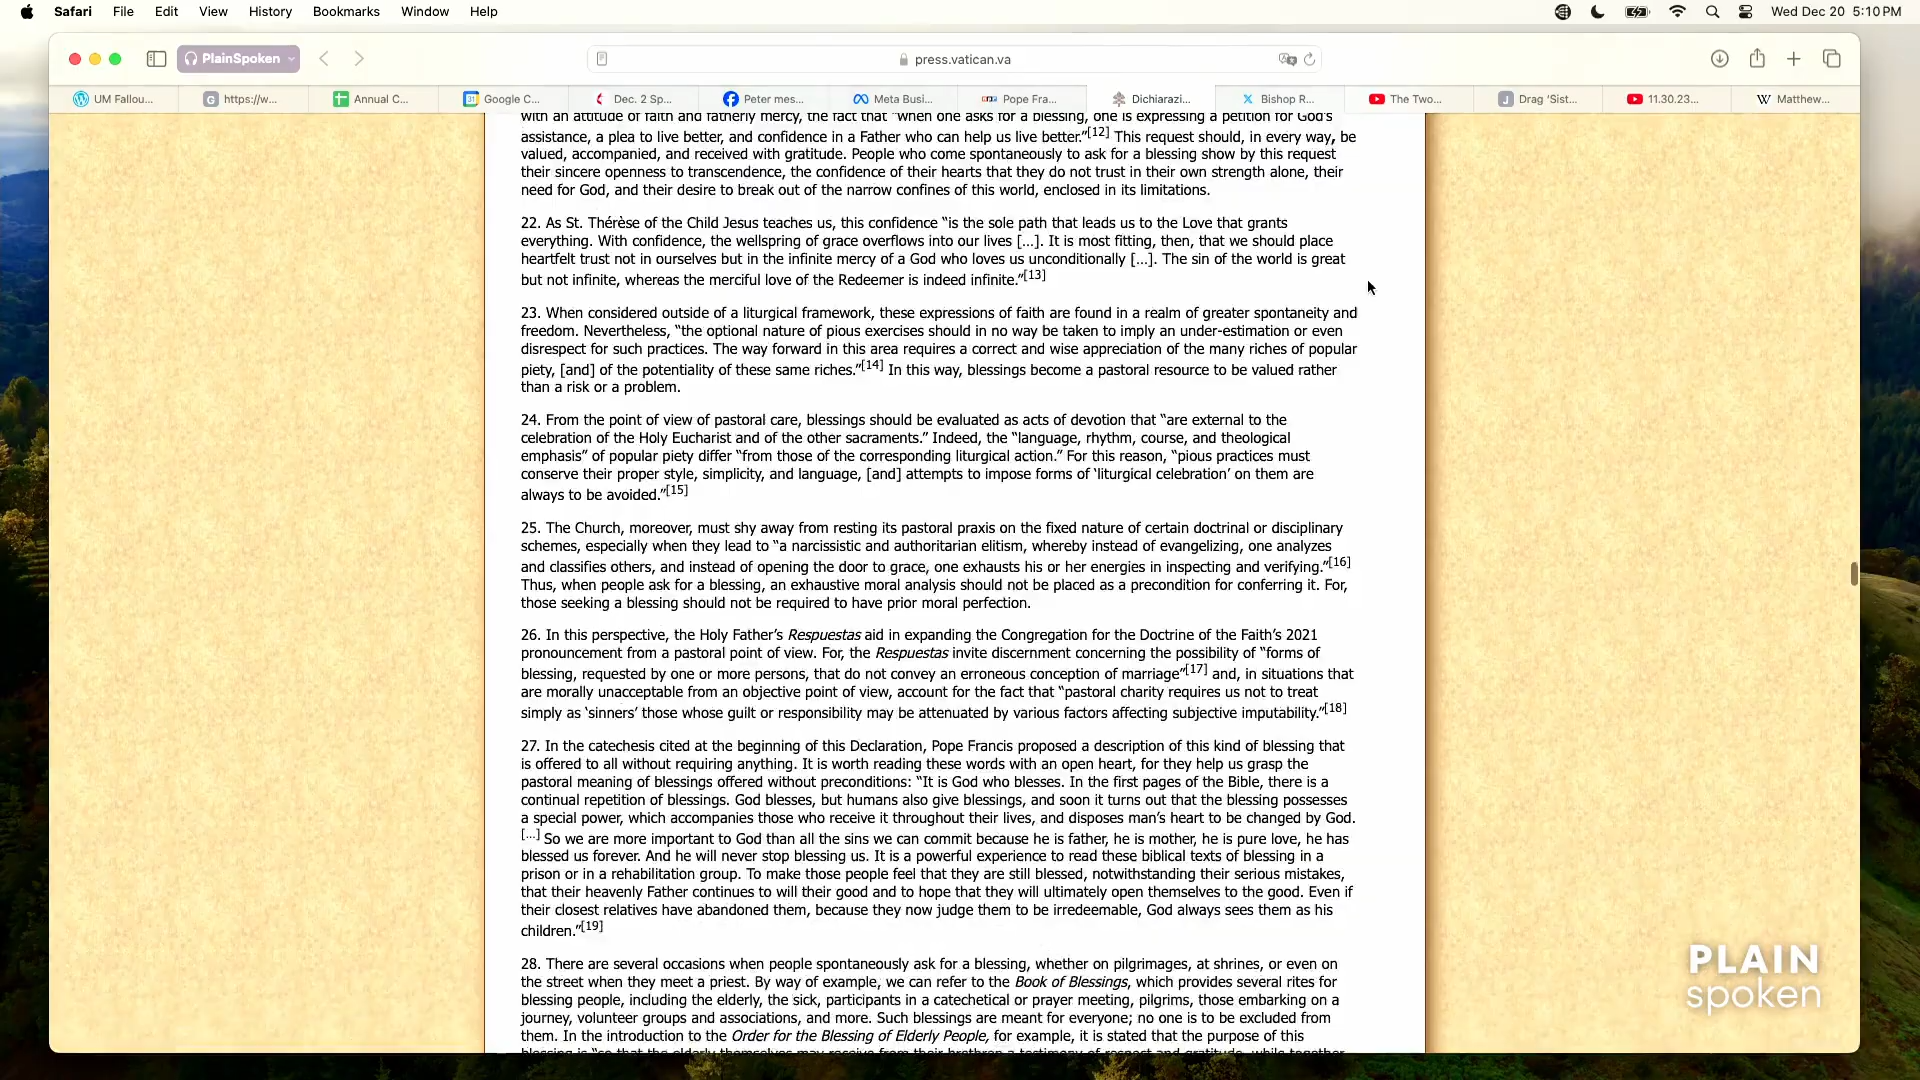 Safari File Edit View History Bookmarks Window Help Wed Dec 20 5:10 PM
PlainSpoken press.vatican.va
UM Fallou... https://w... Annual C... Google C... Dec. 2 Sp... Peter mes... Meta Busi... Pope Fra... Dichiarazi... Bishop R... The Two... Drag ‘Sist... 11.30.23... Matthew...
with an attitude of faith and fatherly mercy, the fact that “when one asks for a blessing, one is expressing a petition for God’s
assistance, a plea to live better, and confidence in a Father who can help us live better.”[12] This request should, in every way, be
valued, accompanied, and received with gratitude. People who come spontaneously to ask for a blessing show by this request
their sincere openness to transcendence, the confidence of their hearts that they do not trust in their own strength alone, their
need for God, and their desire to break out of the narrow confines of this world, enclosed in its limitations.
22. As St. Thérèse of the Child Jesus teaches us, this confidence “is the sole path that leads us to the Love that grants
everything. With confidence, the wellspring of grace overflows into our lives […]. It is most fitting, then, that we should place
heartfelt trust not in ourselves but in the infinite mercy of a God who loves us unconditionally […]. The sin of the world is great
but not infinite, whereas the merciful love of the Redeemer is indeed infinite.”[13]
23. When considered outside of a liturgical framework, these expressions of faith are found in a realm of greater spontaneity and
freedom. Nevertheless, “the optional nature of pious exercises should in no way be taken to imply an under-estimation or even
disrespect for such practices. The way forward in this area requires a correct and wise appreciation of the many riches of popular
piety, [and] of the potentiality of these same riches.”[14] In this way, blessings become a pastoral resource to be valued rather
than a risk or a problem.
24. From the point of view of pastoral care, blessings should be evaluated as acts of devotion that “are external to the
celebration of the Holy Eucharist and of the other sacraments.” Indeed, the “language, rhythm, course, and theological
emphasis” of popular piety differ “from those of the corresponding liturgical action.” For this reason, “pious practices must
conserve their proper style, simplicity, and language, [and] attempts to impose forms of ‘liturgical celebration’ on them are
always to be avoided.”[15]
25. The Church, moreover, must shy away from resting its pastoral praxis on the fixed nature of certain doctrinal or disciplinary
schemes, especially when they lead to “a narcissistic and authoritarian elitism, whereby instead of evangelizing, one analyzes
and classifies others, and instead of opening the door to grace, one exhausts his or her energies in inspecting and verifying.”[16]
Thus, when people ask for a blessing, an exhaustive moral analysis should not be placed as a precondition for conferring it. For,
those seeking a blessing should not be required to have prior moral perfection.
26. In this perspective, the Holy Father’s Respuestas aid in expanding the Congregation for the Doctrine of the Faith’s 2021
pronouncement from a pastoral point of view. For, the Respuestas invite discernment concerning the possibility of “forms of
blessing, requested by one or more persons, that do not convey an erroneous conception of marriage”[17] and, in situations that
are morally unacceptable from an objective point of view, account for the fact that “pastoral charity requires us not to treat
simply as ‘sinners’ those whose guilt or responsibility may be attenuated by various factors affecting subjective imputability.”[18]
27. In the catechesis cited at the beginning of this Declaration, Pope Francis proposed a description of this kind of blessing that
is offered to all without requiring anything. It is worth reading these words with an open heart, for they help us grasp the
pastoral meaning of blessings offered without preconditions: “It is God who blesses. In the first pages of the Bible, there is a
continual repetition of blessings. God blesses, but humans also give blessings, and soon it turns out that the blessing possesses
a special power, which accompanies those who receive it throughout their lives, and disposes man’s heart to be changed by God.
[…] So we are more important to God than all the sins we can commit because he is father, he is mother, he is pure love, he has
blessed us forever. And he will never stop blessing us. It is a powerful experience to read these biblical texts of blessing in a
prison or in a rehabilitation group. To make those people feel that they are still blessed, notwithstanding their serious mistakes,
that their heavenly Father continues to will their good and to hope that they will ultimately open themselves to the good. Even if
their closest relatives have abandoned them, because they now judge them to be irredeemable, God always sees them as his
children.”[19]
28. There are several occasions when people spontaneously ask for a blessing, whether on pilgrimages, at shrines, or even on
the street when they meet a priest. By way of example, we can refer to the Book of Blessings, which provides several rites for
blessing people, including the elderly, the sick, participants in a catechetical or prayer meeting, pilgrims, those embarking on a
journey, volunteer groups and associations, and more. Such blessings are meant for everyone; no one is to be excluded from
them. In the introduction to the Order for the Blessing of Elderly People, for example, it is stated that the purpose of this
blessing is “so that the elderly themselves may receive from their brethren a testimony of respect and gratitude, while together
PLAIN
spoken